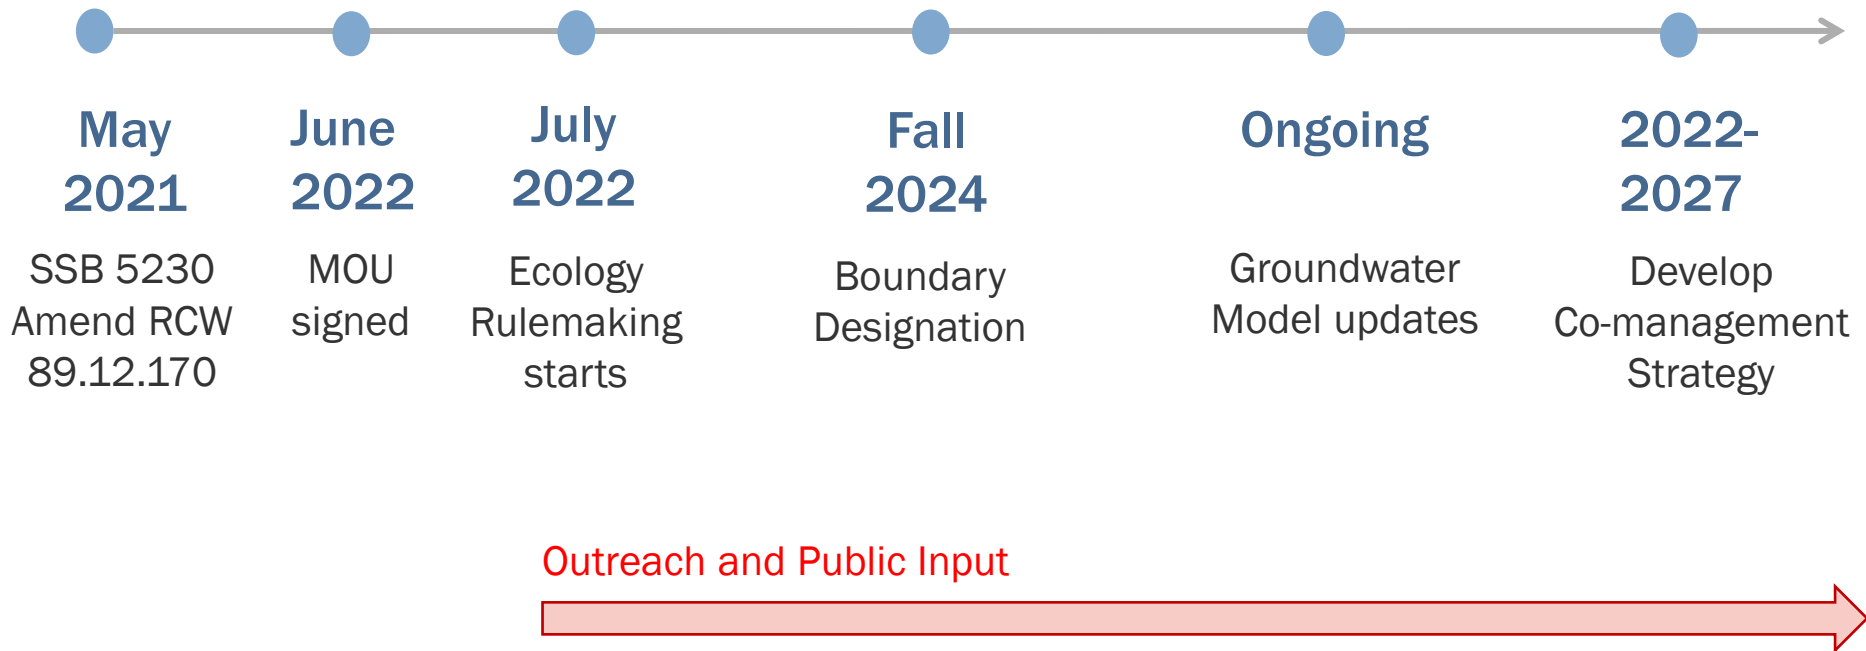 May
2021
SSB 5230
Amend RCW
89.12.170
June
2022
MOU
signed
July
2022
Ecology
Rulemaking
starts
Fall
2024
Boundary
Designation
Ongoing
Groundwater
Model updates
2022-
2027
Develop
Co-management
Strategy
Outreach and Public Input